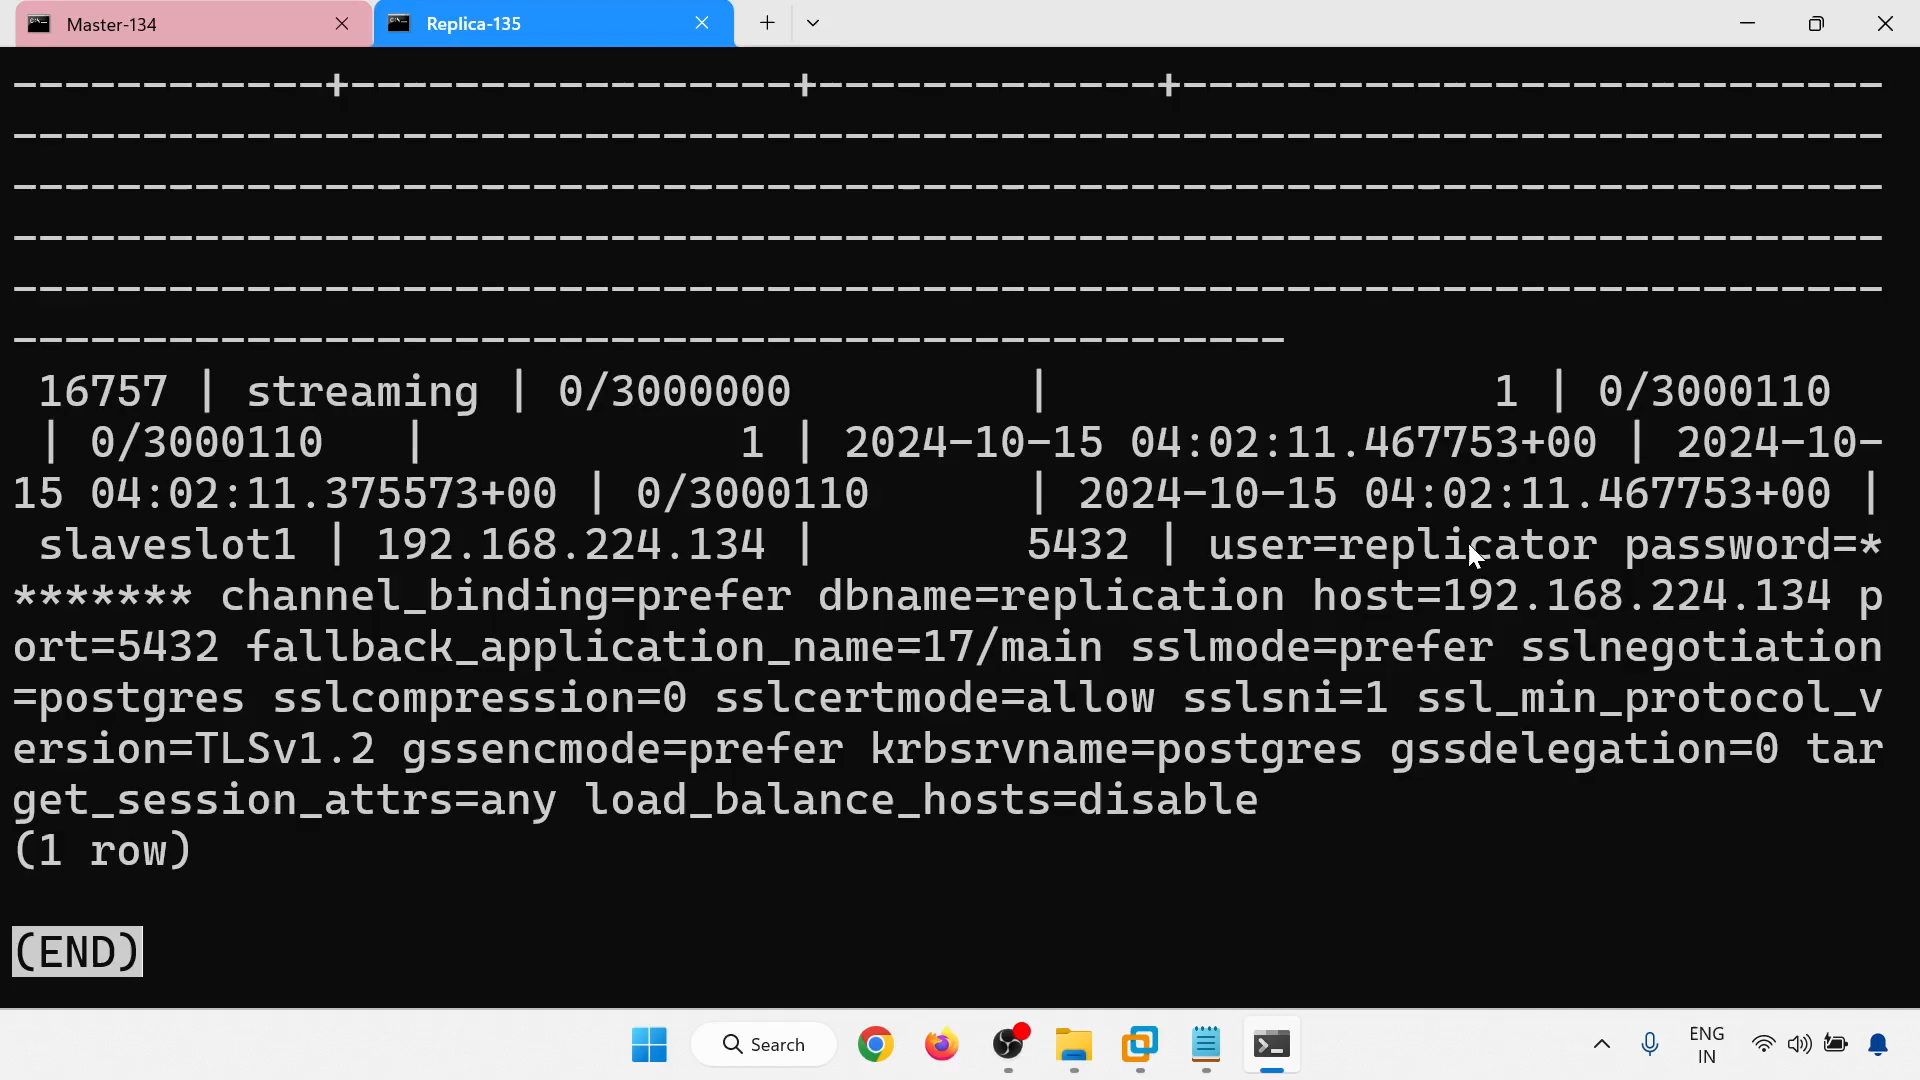 Master-134
Replica-135
------------+-----------------+--------------+---------------------------
------------------------------------------------------------------------
------------------------------------------------------------------------
------------------------------------------------------------------------
------------------------------------------------------------------------
-------------------------------------------------
16757 | streaming | 0/3000000 | 1 | 0/3000110
| 0/3000110 | 1 | 2024-10-15 04:02:11.467753+00 | 2024-10-
15 04:02:11.375573+00 | 0/3000110 | 2024-10-15 04:02:11.467753+00 |
slaveslot1 | 192.168.224.134 | 5432 | user=replicator password=*
******* channel_binding=prefer dbname=replication host=192.168.224.134 p
ort=5432 fallback_application_name=17/main sslmode=prefer sslnegotiation
=postgres sslcompression=0 sslcertmode=allow sslsni=1 ssl_min_protocol_v
ersion=TLSv1.2 gssencmode=prefer krbsrvname=postgres gssdelegation=0 tar
get_session_attrs=any load_balance_hosts=disable
(1 row)
(END)
Search
ENG
IN